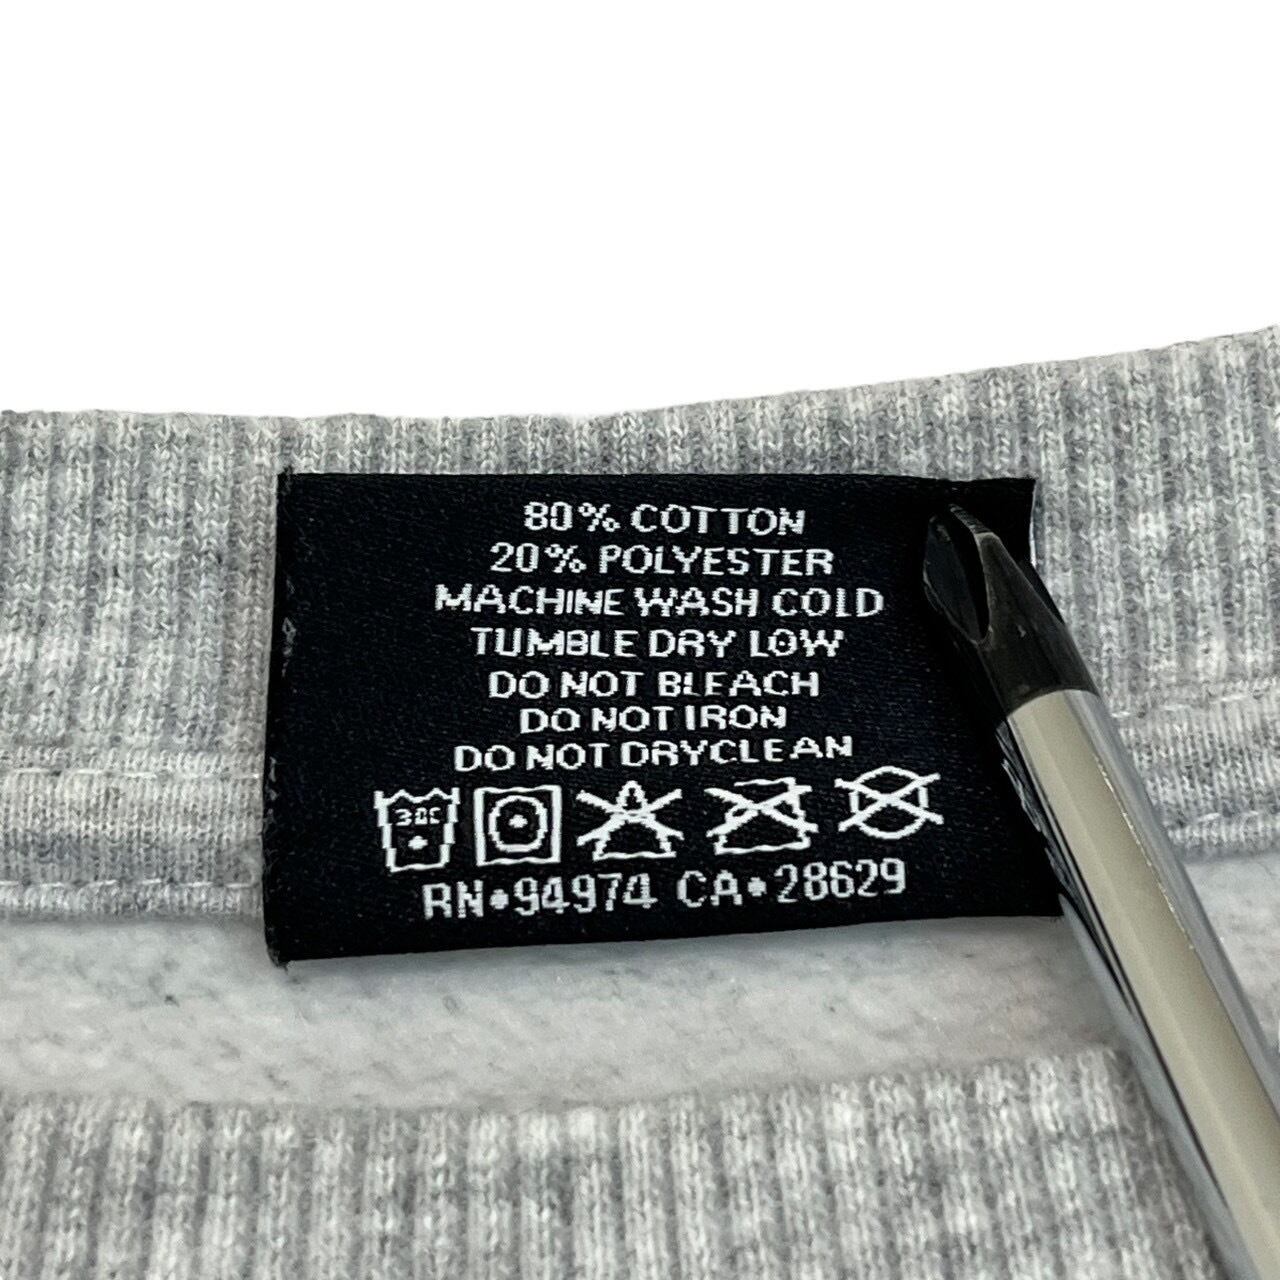 80% COTTON
20% POLYESTER
MACHINE WASH COLD
TUMBLE DRY LOW
DO NOT BLEACH
DO NOT IRON
DO NOT DRYCLEAN
30C
RN•94974 CA•28629